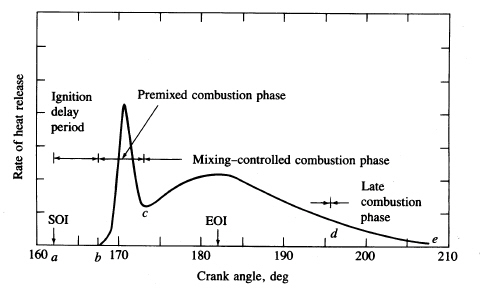 Rate of heat release
Ignition
delay
period
Premixed combustion phase
Mixing–controlled combustion phase
Late
combustion
phase
SOI
EOI
a
b
c
d
e
160
170
180
190
200
210
Crank angle, deg